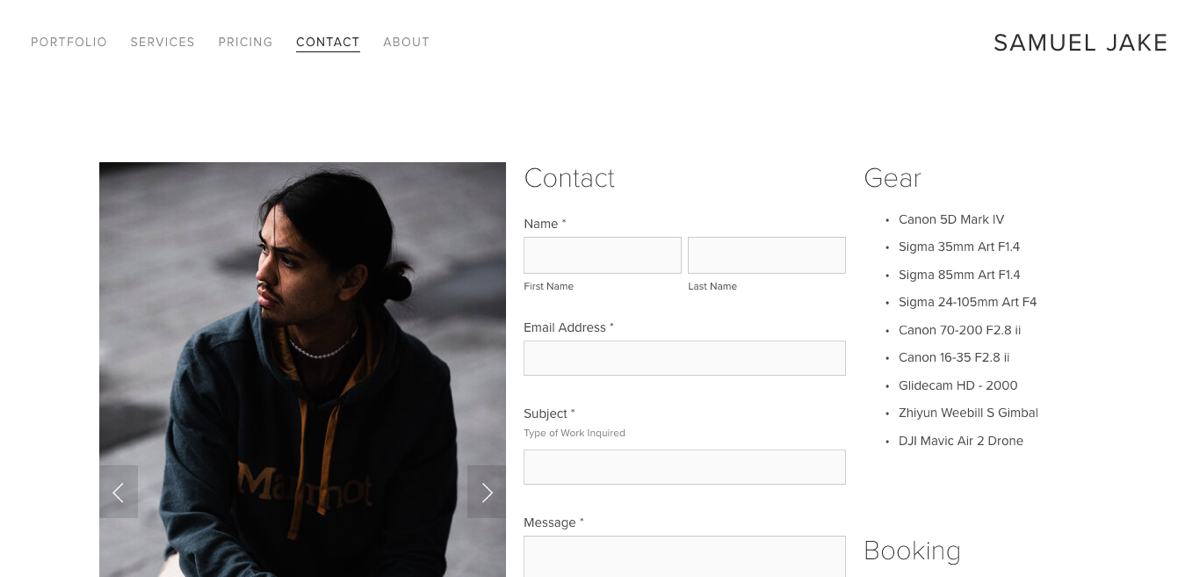 PORTFOLIO SERVICES PRICING CONTACT ABOUT
SAMUEL JAKE
Marmot
Contact
Name *
First Name Last Name
Email Address *
Subject *
Type of Work Inquired
Message *
Gear
• Canon 5D Mark IV
• Sigma 35mm Art F1.4
• Sigma 85mm Art F1.4
• Sigma 24-105mm Art F4
• Canon 70-200 F2.8 ii
• Canon 16-35 F2.8 ii
• Glidecam HD - 2000
• Zhiyun Weebill S Gimbal
• DJI Mavic Air 2 Drone
Booking